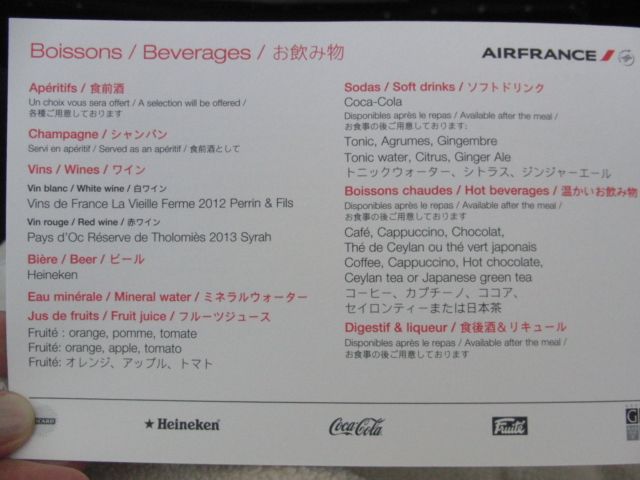 Boissons / Beverages / お飲み物
AIRFRANCE
Apéritifs / 食前酒
Un choix vous sera offert / A selection will be offered /
各種ご用意しております
Champagne / シャンパン
Servi en apéritif / Served as an apéritif / 食前酒として
Vins / Wines / ワイン
Vin blanc / White wine / 白ワイン
Vins de France La Vieille Ferme 2012 Perrin & Fils
Vin rouge / Red wine / 赤ワイン
Pays d'Oc Réserve de Tholomiès 2013 Syrah
Bière / Beer / ビール
Heineken
Eau minérale / Mineral water / ミネラルウォーター
Jus de fruits / Fruit juice / フルーツジュース
Fruité : orange, pomme, tomate
Fruité: orange, apple, tomato
Fruité: オレンジ、アップル、トマト
Sodas / Soft drinks / ソフトドリンク
Coca-Cola
Disponibles après le repas / Available after the meal /
お食事の後ご用意しております:
Tonic, Agrumes, Gingembre
Tonic water, Citrus, Ginger Ale
トニックウォーター、シトラス、ジンジャーエール
Boissons chaudes / Hot beverages / 温かいお飲み物
Disponibles après le repas / Available after the meal /
お食事の後ご用意しております
Café, Cappuccino, Chocolat,
Thé de Ceylan ou thé vert japonais
Coffee, Cappuccino, Hot chocolate,
Ceylan tea or Japanese green tea
コーヒー、カプチーノ、ココア、
セイロンティーまたは日本茶
Digestif & liqueur / 食後酒&リキュール
Disponibles après le repas / Available after the meal /
お食事の後ご用意しております
Heineken
Coca-Cola
Fruité